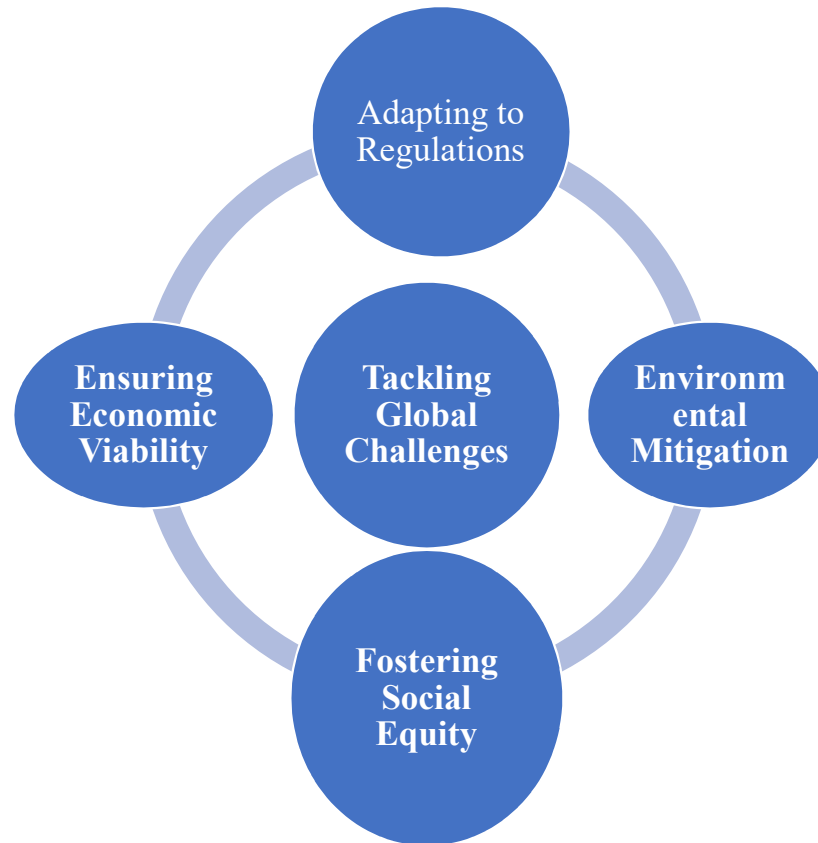 Adapting to
Regulations
Ensuring
Economic
Viability
Tackling
Global
Challenges
Environm
ental
Mitigation
Fostering
Social
Equity